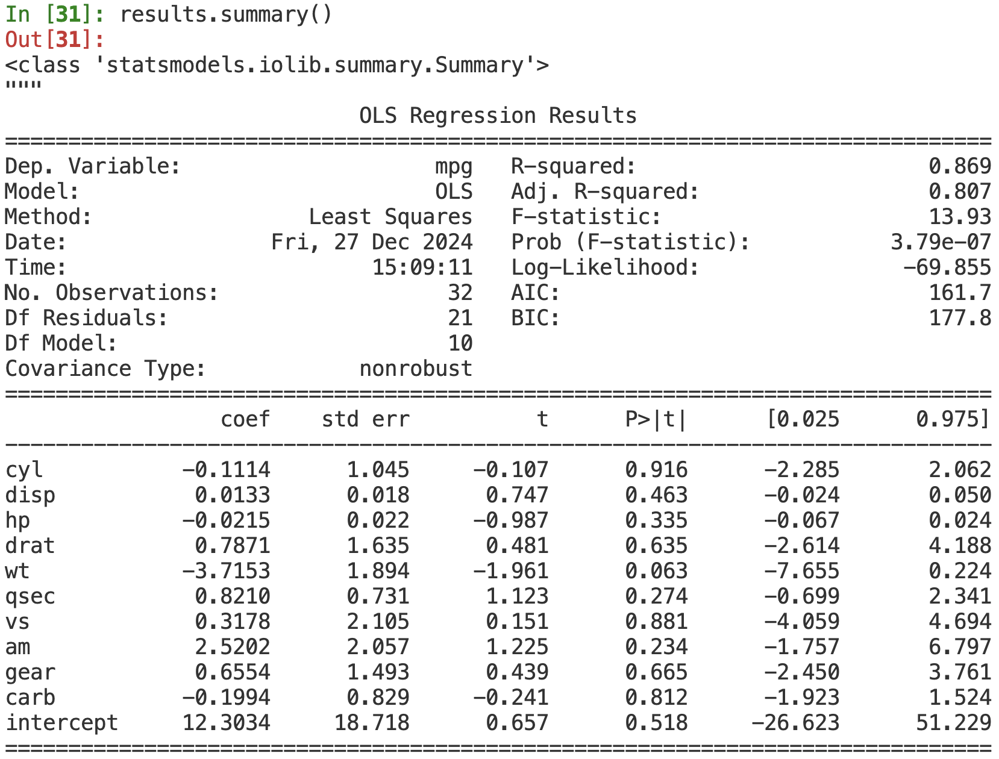 In [31]: results.summary()
Out[31]:
<class 'statsmodels.iolib.summary.Summary'>
"""
                            OLS Regression Results
==============================================================================
Dep. Variable:                    mpg   R-squared:                       0.869
Model:                            OLS   Adj. R-squared:                  0.807
Method:                 Least Squares   F-statistic:                     13.93
Date:                Fri, 27 Dec 2024   Prob (F-statistic):           3.79e-07
Time:                        15:09:11   Log-Likelihood:                -69.855
No. Observations:                  32   AIC:                             161.7
Df Residuals:                      21   BIC:                             177.8
Df Model:                          10
Covariance Type:            nonrobust
==============================================================================
                 coef    std err          t      P>|t|      [0.025      0.975]
------------------------------------------------------------------------------
cyl           -0.1114      1.045     -0.107      0.916      -2.285       2.062
disp           0.0133      0.018      0.747      0.463      -0.024       0.050
hp            -0.0215      0.022     -0.987      0.335      -0.067       0.024
drat           0.7871      1.635      0.481      0.635      -2.614       4.188
wt            -3.7153      1.894     -1.961      0.063      -7.655       0.224
qsec           0.8210      0.731      1.123      0.274      -0.699       2.341
vs             0.3178      2.105      0.151      0.881      -4.059       4.694
am             2.5202      2.057      1.225      0.234      -1.757       6.797
gear           0.6554      1.493      0.439      0.665      -2.450       3.761
carb          -0.1994      0.829     -0.241      0.812      -1.923       1.524
intercept     12.3034     18.718      0.657      0.518     -26.623      51.229
==============================================================================